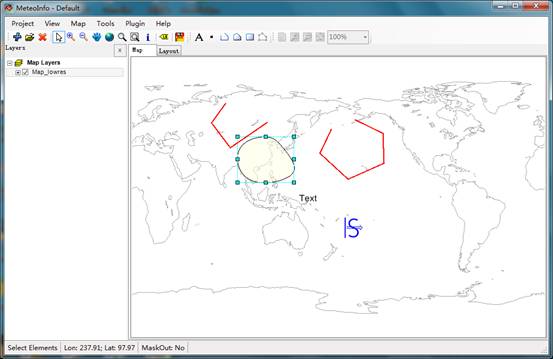 MeteoInfo - Default
Project View Map Tools Plugin Help
A 100%
Layers Map Layout
Map Layers
Map_lowres
Text
S
Select Elements Lon: 237.91; Lat: 97.97 MaskOut: No